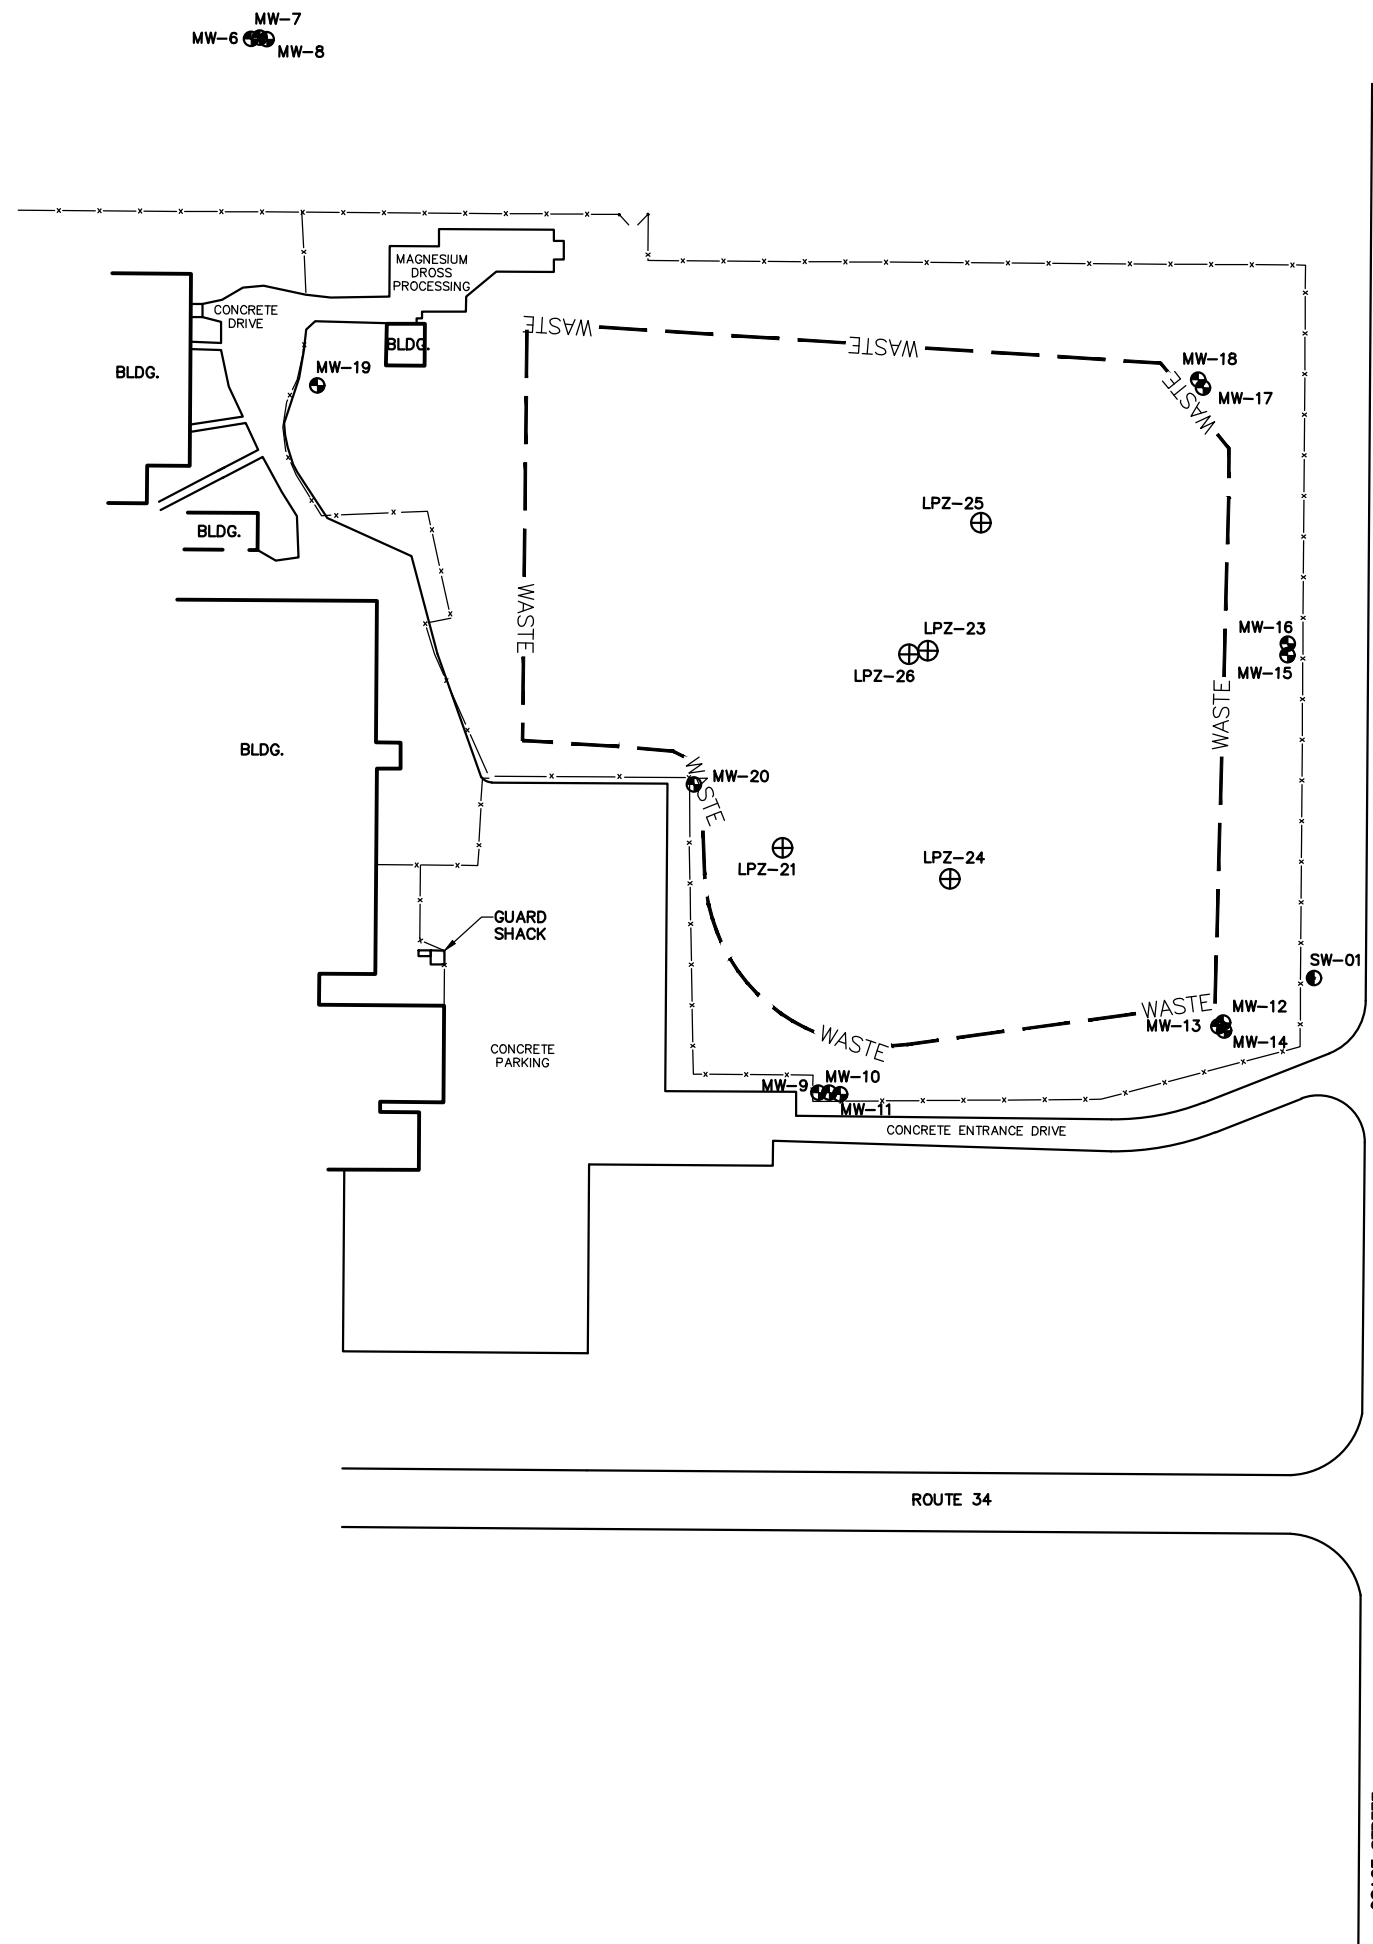 MW-7
MW-6
MW-8
MAGNESIUM
DROSS
PROCESSING
CONCRETE
DRIVE
WASTE
BLDG.
WASTE
MW-18
MW-19
BLDG.
MW-17
WASTE
LPZ-25
BLDG.
WASTE
LPZ-23
MW-16
LPZ-26
MW-15
WASTE
BLDG.
MW-20
WASTE
LPZ-21
LPZ-24
GUARD
SHACK
SW-01
WASTE
MW-12
MW-13
WASTE
MW-14
CONCRETE
PARKING
MW-10
MW-9
MW-11
CONCRETE ENTRANCE DRIVE
ROUTE 34